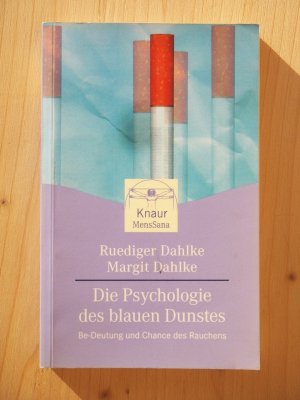 Knaur
MensSana
Ruediger Dahlke
Margit Dahlke
Die Psychologie
des blauen Dunstes
Be-Deutung und Chance des Rauchens